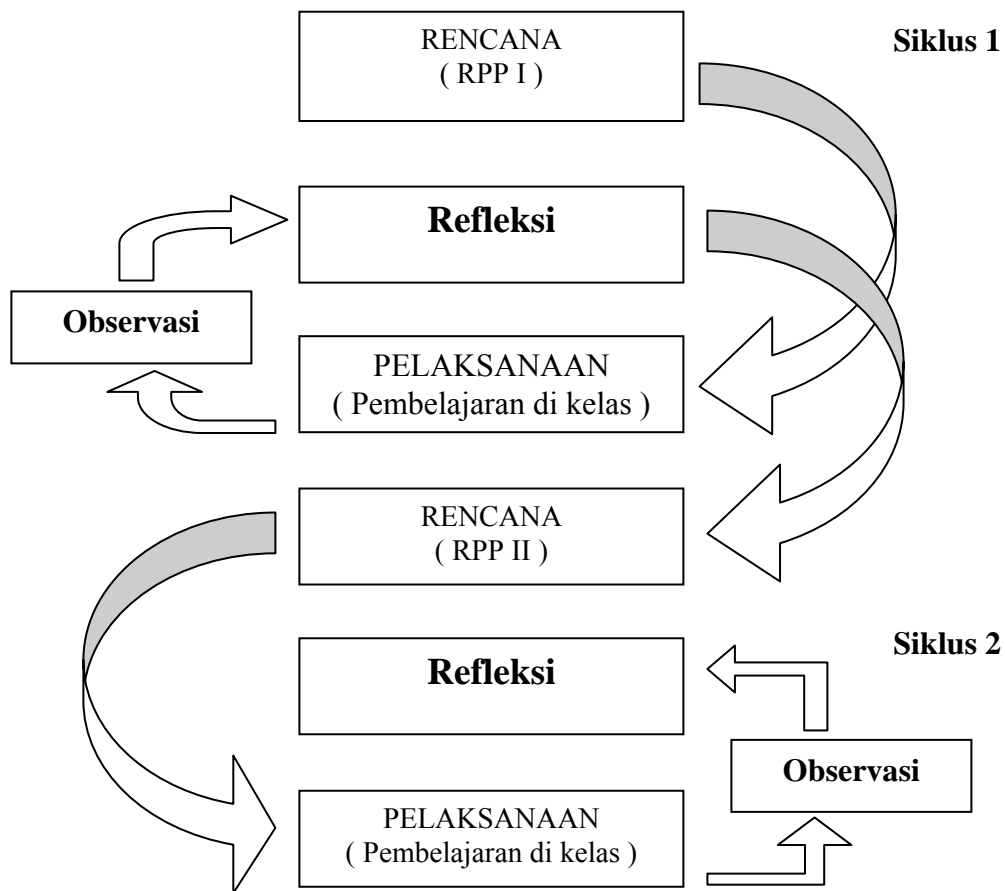 RENCANA
( RPP I )
Siklus 1
Refleksi
Observasi
PELAKSANAAN
( Pembelajaran di kelas )
RENCANA
( RPP II )
Siklus 2
Refleksi
Observasi
PELAKSANAAN
( Pembelajaran di kelas )